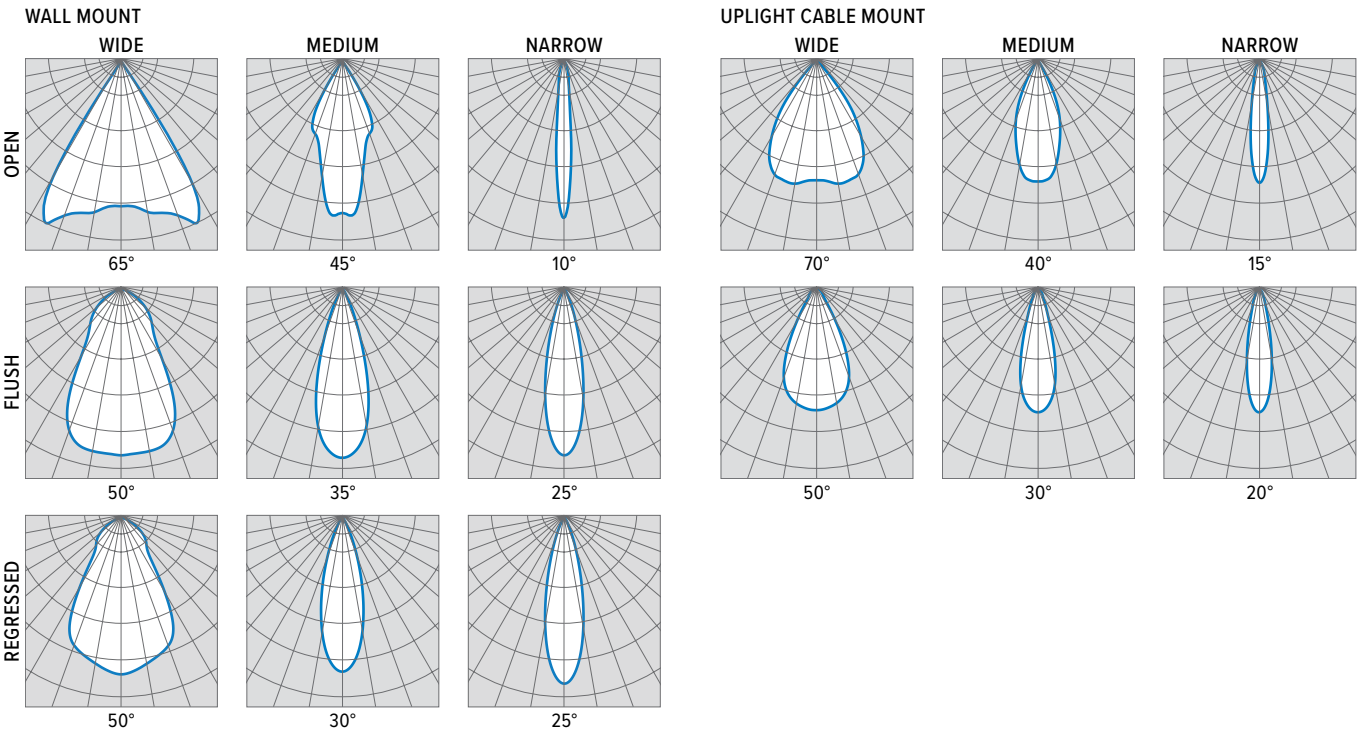 WALL MOUNT
WIDE MEDIUM NARROW
OPEN
65° 45° 10°
FLUSH
50° 35° 25°
REGRESSED
50° 30° 25°
UPLIGHT CABLE MOUNT
WIDE MEDIUM NARROW
70° 40° 15°
50° 30° 20°